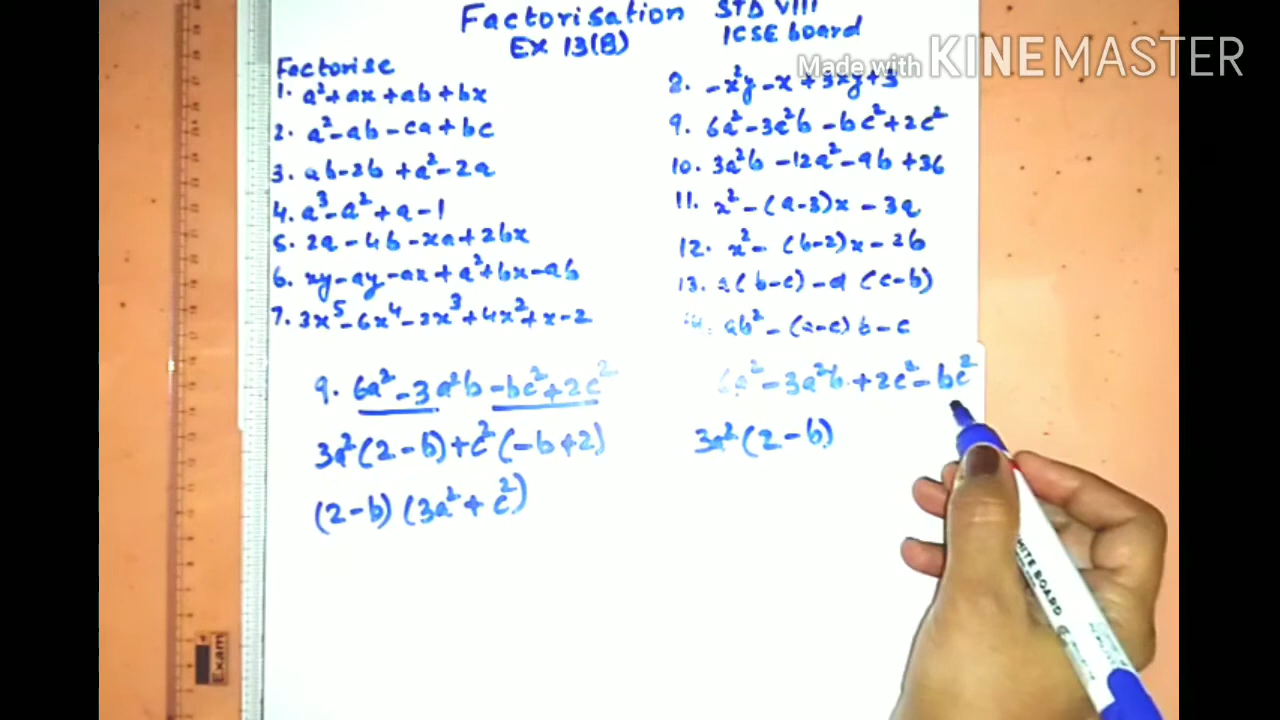 Factorisation STD VIII
Ex 13(B) ICSE board
Made with KINEMASTER
Factorise
1. a²+ax+ab+bx
2. a²-ab-ca+bc
3. ab-2b+a²-2a
4. a³-a²+a-1
5. 2a-4b-xa+2bx
6. xy-ay-ax+a²+bx-ab
7. 3x⁵-6x⁴-2x³+4x²+x-2
8. -x²y-x+3xy+3
9. 6a²-3a²b-bc²+2c²
10. 3a²b-12a²-9b+36
11. x²-(a-3)x-3a
12. x²-(b-2)x-2b
13. a(b-c)-d(c-b)
14. ab²-(a-c)b-c
9. 6a²-3a²b-bc²+2c²
3a²(2-b)+c²(-b+2)
(2-b)(3a²+c²)
6a²-3a²b+2c²-bc²
3a²(2-b)
WHITE BOARD
Exam